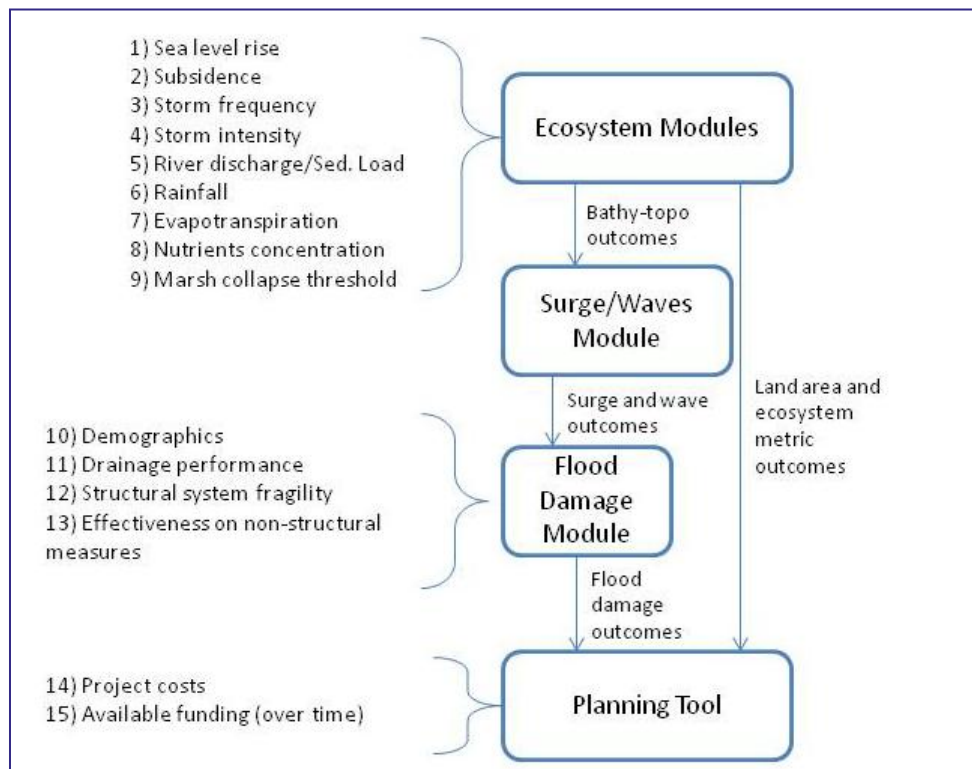 1) Sea level rise
2) Subsidence
3) Storm frequency
4) Storm intensity
5) River discharge/Sed. Load
6) Rainfall
7) Evapotranspiration
8) Nutrients concentration
9) Marsh collapse threshold
Ecosystem Modules
Bathy-topo
outcomes
Surge/Waves
Module
Land area and
ecosystem
metric
outcomes
Surge and wave
outcomes
10) Demographics
11) Drainage performance
12) Structural system fragility
13) Effectiveness on non-structural
measures
Flood
Damage
Module
Flood
damage
outcomes
14) Project costs
15) Available funding (over time)
Planning Tool